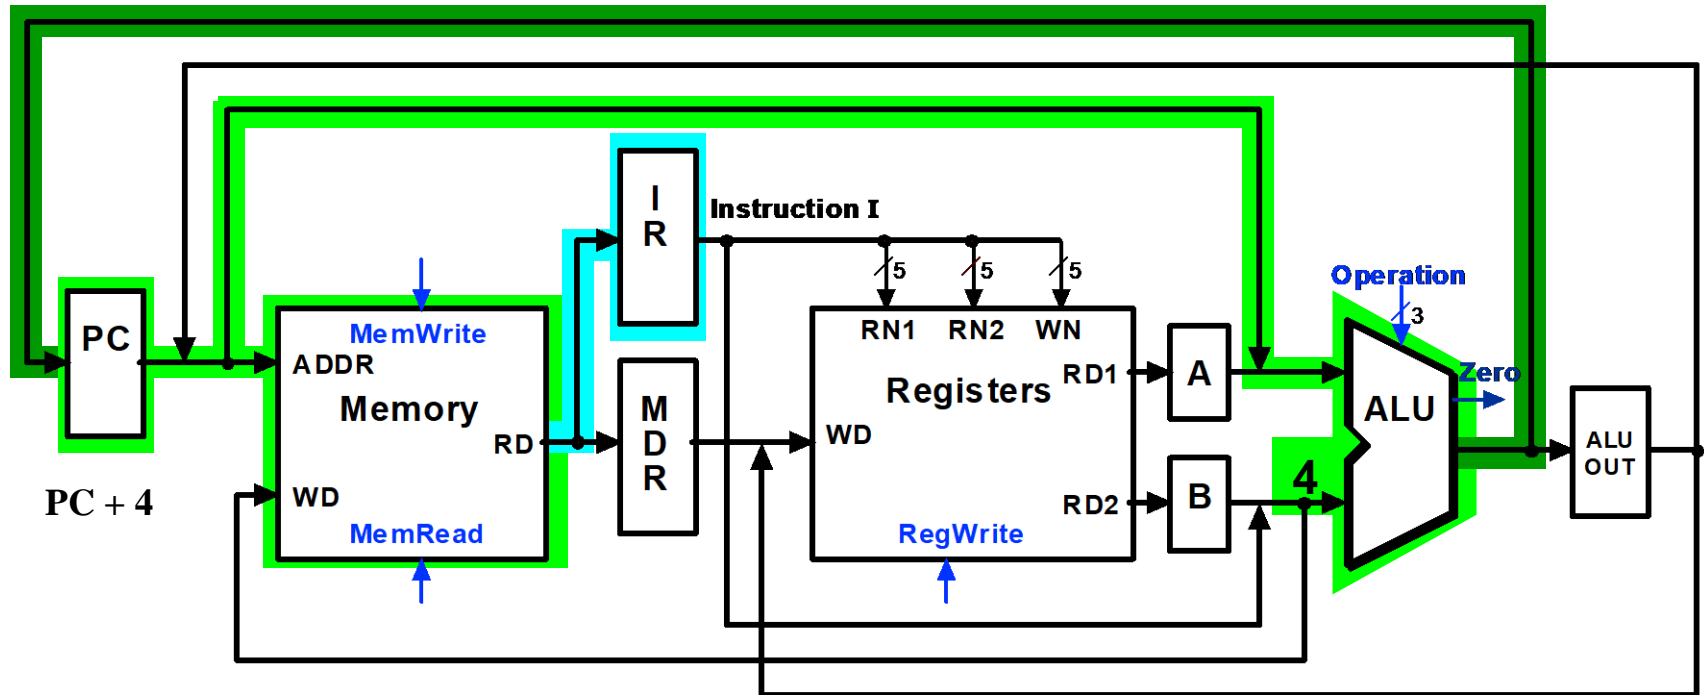 I
R
Instruction I
5
5
5
Operation
3
PC
MemWrite
RN1 RN2 WN
ADDR
RD1
A
Zero
Memory
Registers
ALU
M
D
R
RD
WD
ALU
OUT
4
PC + 4
WD
RD2
B
MemRead
RegWrite